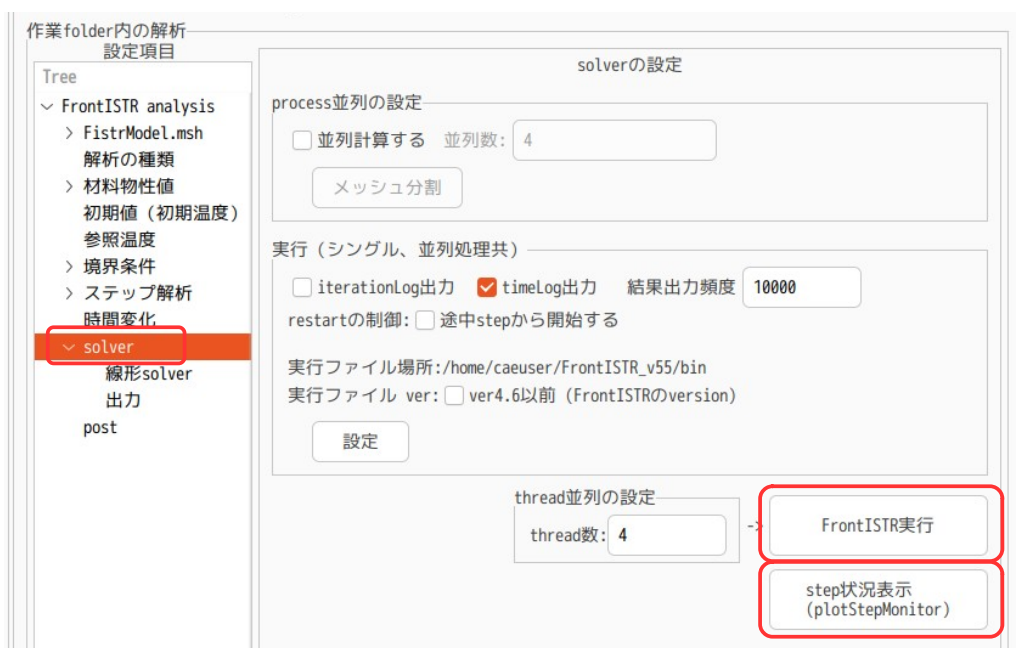 作業folder内の解析
設定項目
Tree
FrontISTR analysis
FistrModel.msh
解析の種類
材料物性値
初期値（初期温度）
参照温度
境界条件
ステップ解析
時間変化
solver
線形solver
出力
post
solverの設定
process並列の設定
並列計算する 並列数: 4
メッシュ分割
実行（シングル、並列処理共）
iterationLog出力 timeLog出力 結果出力頻度 10000
restartの制御: 途中stepから開始する
実行ファイル場所:/home/caeuser/FrontISTR_v55/bin
実行ファイル ver: ver4.6以前（FrontISTRのversion）
設定
thread並列の設定
thread数: 4
->
FrontISTR実行
step状況表示
(plotStepMonitor)